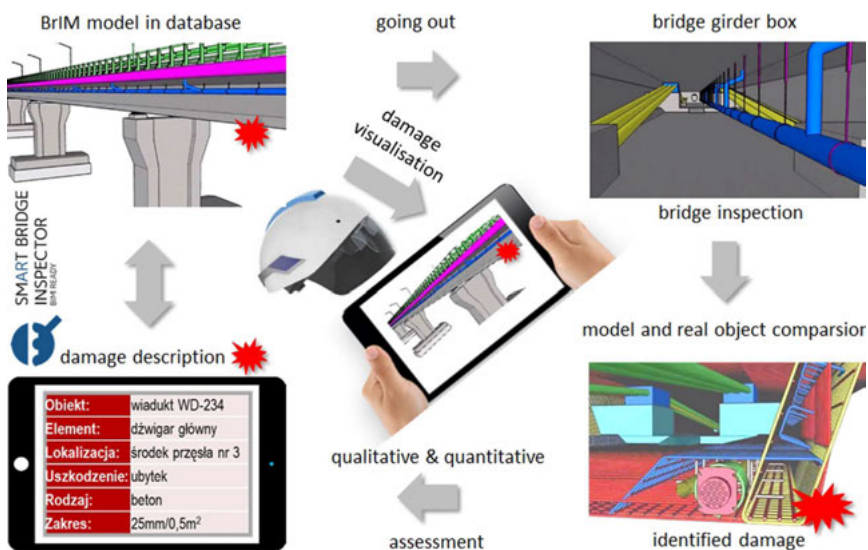 BrIM model in database
going out
bridge girder box
damage
visualisation
bridge inspection
SMART BRIDGE
INSPECTOR
BIM READY
damage description
model and real object comparsion
Obiekt: wiadukt WD-234
Element: dźwigar główny
Lokalizacja: środek przęsła nr 3
Uszkodzenie: ubytek
Rodzaj: beton
Zakres: 25mm/0,5m²
qualitative & quantitative
assessment
identified damage